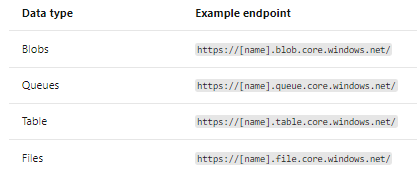 Data type Example endpoint
Blobs https://[name].blob.core.windows.net/
Queues https://[name].queue.core.windows.net/
Table https://[name].table.core.windows.net/
Files https://[name].file.core.windows.net/